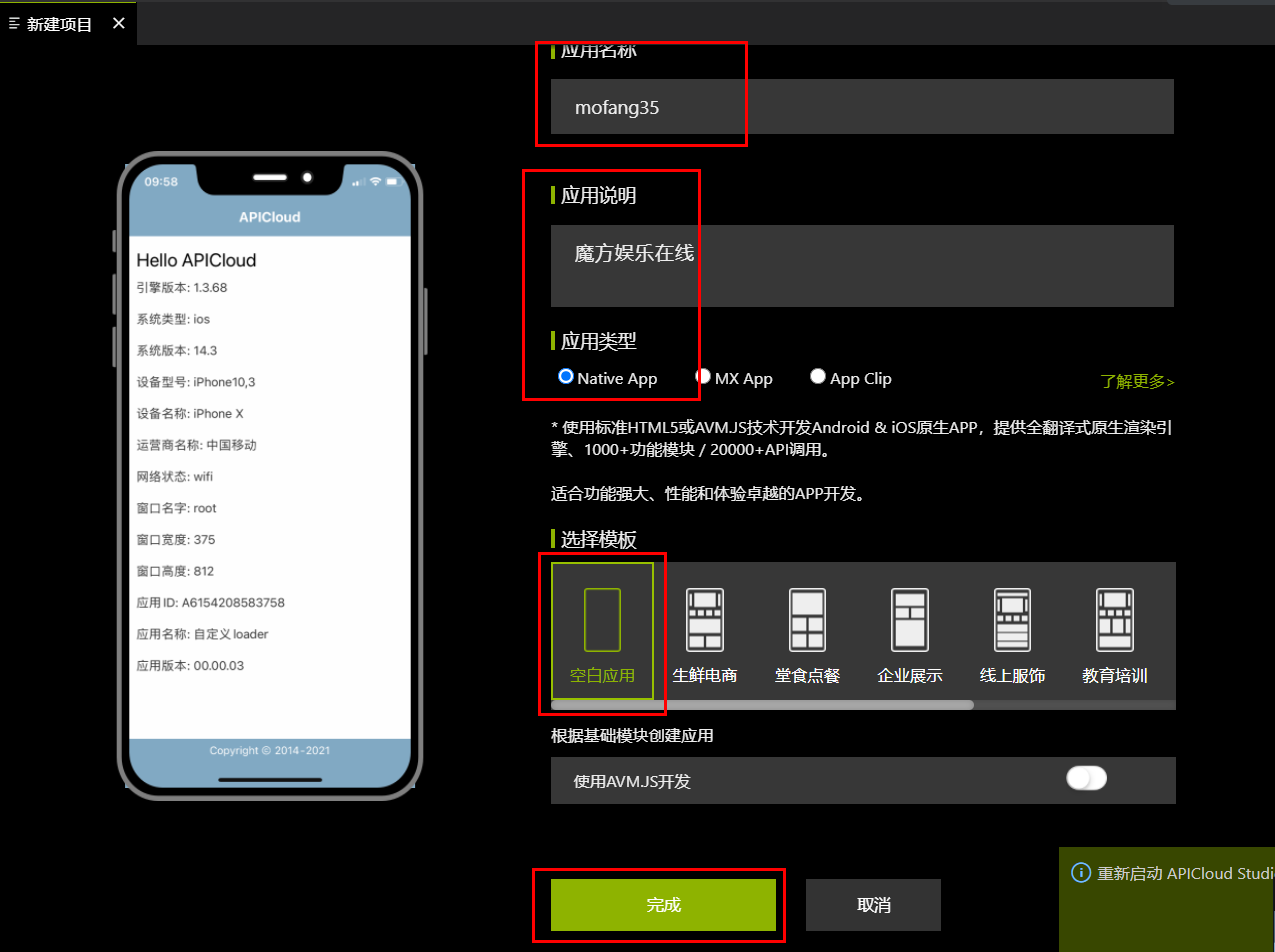 新建项目
应用名称
mofang35
应用说明
魔方娱乐在线
应用类型
Native App
MX App
App Clip
了解更多>
* 使用标准HTML5或AVM.JS技术开发Android & iOS原生APP，提供全翻译式原生渲染引
擎、1000+功能模块 / 20000+API调用。
适合功能强大、性能和体验卓越的APP开发。
选择模板
空白应用
生鲜电商
堂食点餐
企业展示
线上服饰
教育培训
根据基础模块创建应用
使用AVM.JS开发
完成
取消
重新启动 APICloud Studi
09:58
APICloud
Hello APICloud
引擎版本: 1.3.68
系统类型: ios
系统版本: 14.3
设备型号: iPhone10,3
设备名称: iPhone X
运营商名称: 中国移动
网络状态: wifi
窗口名字: root
窗口宽度: 375
窗口高度: 812
应用ID: A6154208583758
应用名称: 自定义loader
应用版本: 00.00.03
Copyright © 2014-2021